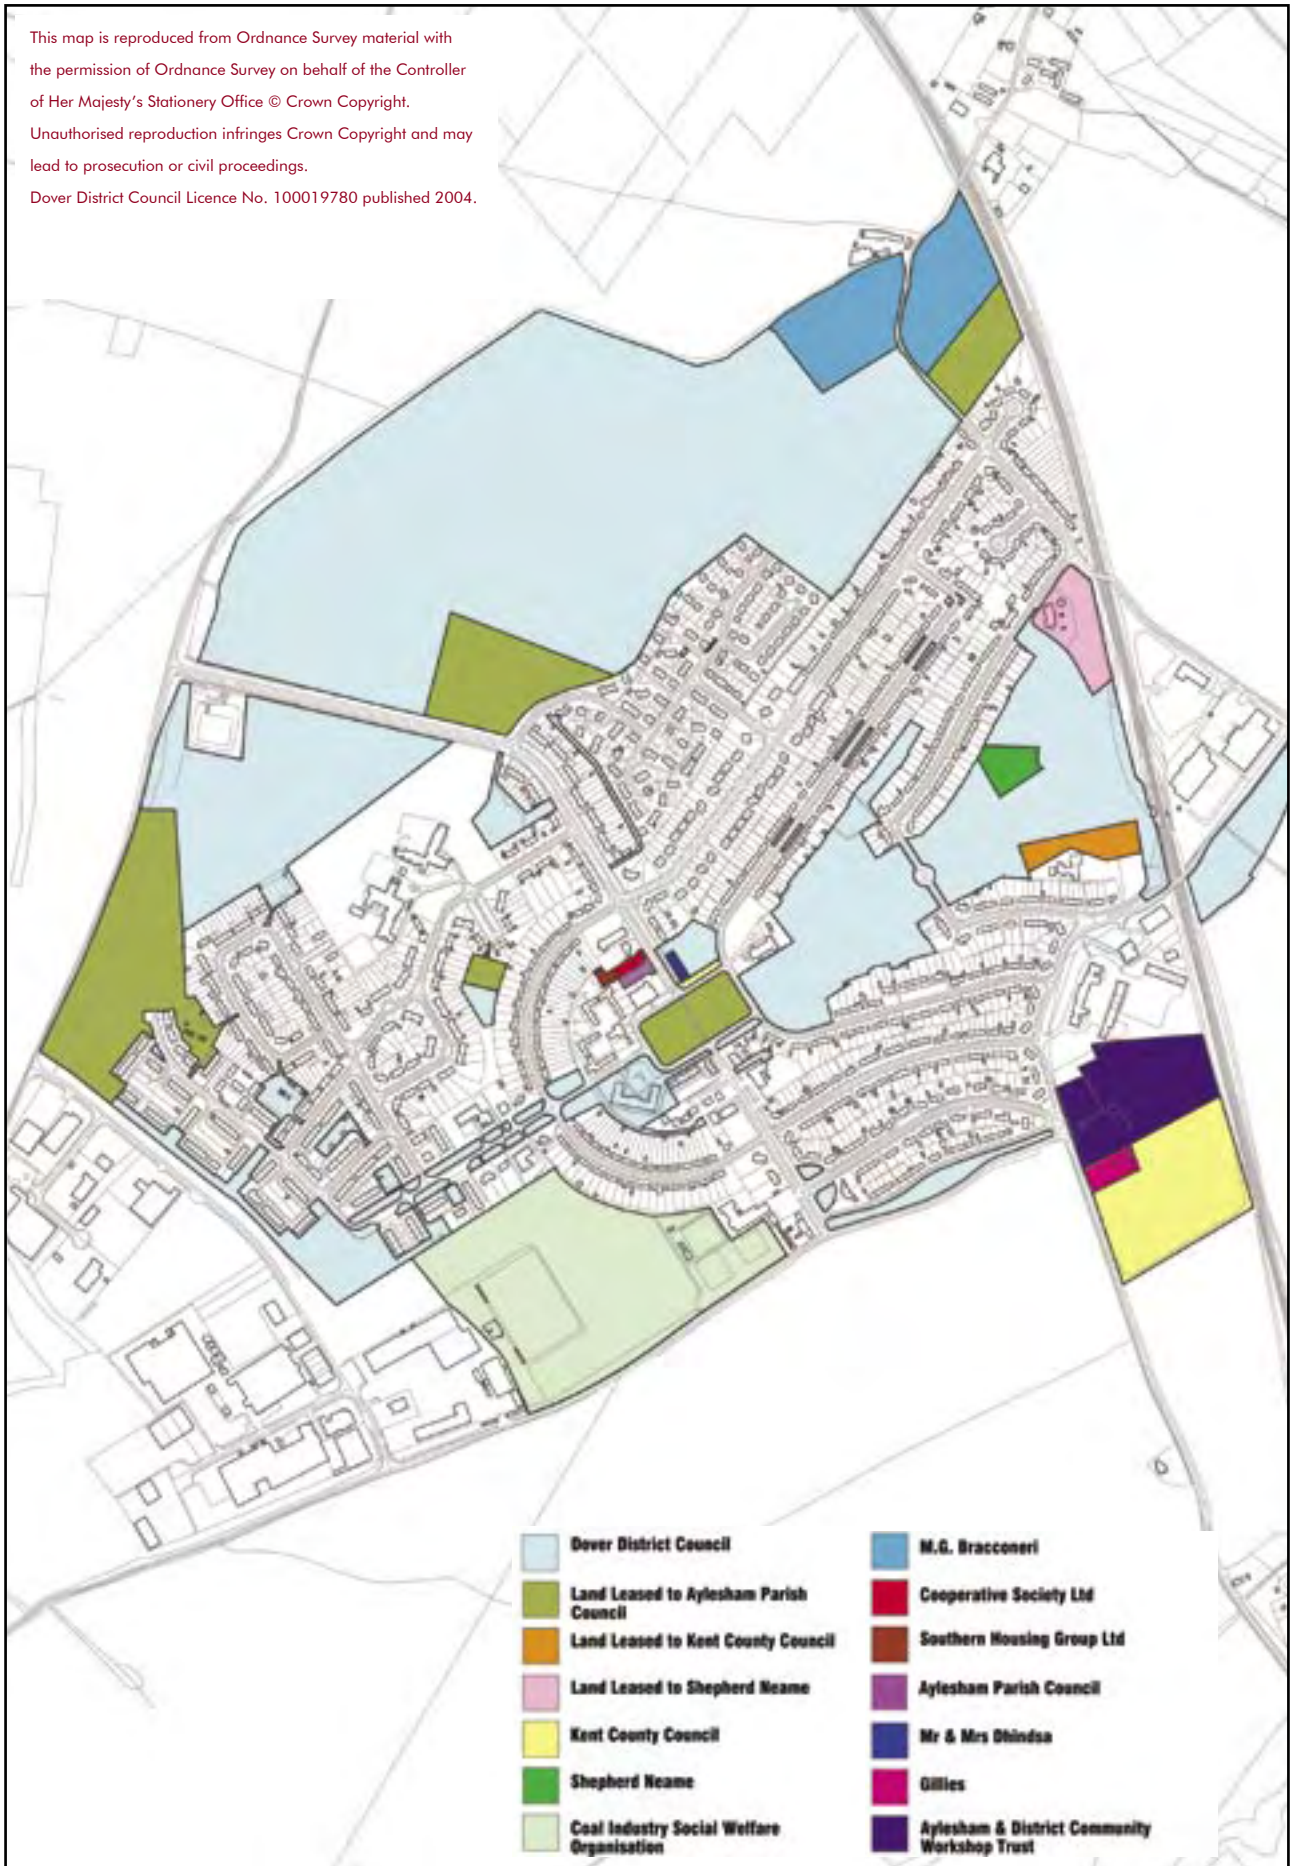 This map is reproduced from Ordnance Survey material with
the permission of Ordnance Survey on behalf of the Controller
of Her Majesty's Stationery Office © Crown Copyright.
Unauthorised reproduction infringes Crown Copyright and may
lead to prosecution or civil proceedings.
Dover District Council Licence No. 100019780 published 2004.
Dover District Council
Land Leased to Aylesham Parish
Council
Land Leased to Kent County Council
Land Leased to Shepherd Neame
Kent County Council
Shepherd Neame
Coal Industry Social Welfare
Organisation
M.G. Bracconeri
Cooperative Society Ltd
Southern Housing Group Ltd
Aylesham Parish Council
Mr & Mrs Dhindsa
Gillies
Aylesham & District Community
Workshop Trust